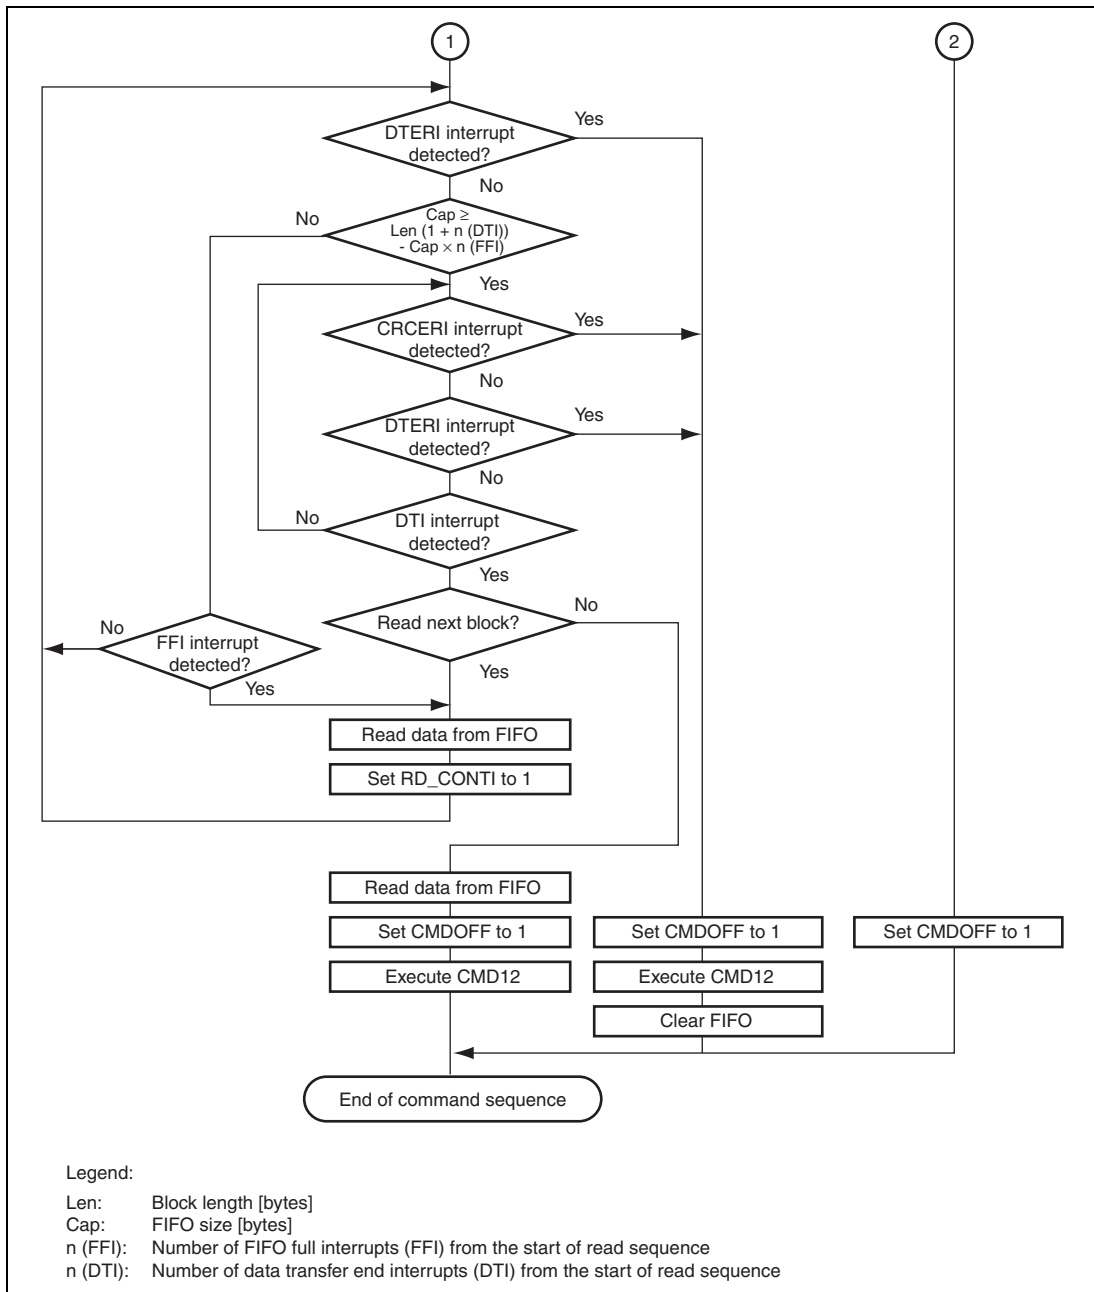 1
2
DTERI interrupt
detected?
Yes
No
Cap ≥
Len (1 + n (DTI))
- Cap × n (FFI)
No
Yes
CRCERI interrupt
detected?
Yes
No
DTERI interrupt
detected?
Yes
No
DTI interrupt
detected?
No
Yes
Read next block?
No
Yes
FFI interrupt
detected?
No
Yes
Read data from FIFO
Set RD_CONTI to 1
Read data from FIFO
Set CMDOFF to 1
Execute CMD12
Set CMDOFF to 1
Execute CMD12
Clear FIFO
Set CMDOFF to 1
End of command sequence
Legend:
Len: Block length [bytes]
Cap: FIFO size [bytes]
n (FFI): Number of FIFO full interrupts (FFI) from the start of read sequence
n (DTI): Number of data transfer end interrupts (DTI) from the start of read sequence